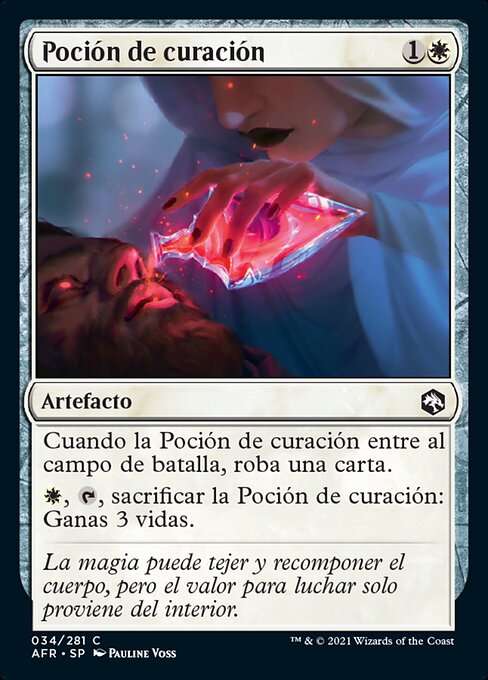 Poción de curación 1
Artefacto
Cuando la Poción de curación entre al
campo de batalla, roba una carta.
, , sacrificar la Poción de curación:
Ganas 3 vidas.
La magia puede tejer y recomponer el
cuerpo, pero el valor para luchar solo
proviene del interior.
034/281 C
™ & © 2021 Wizards of the Coast
AFR • SP Pauline Voss